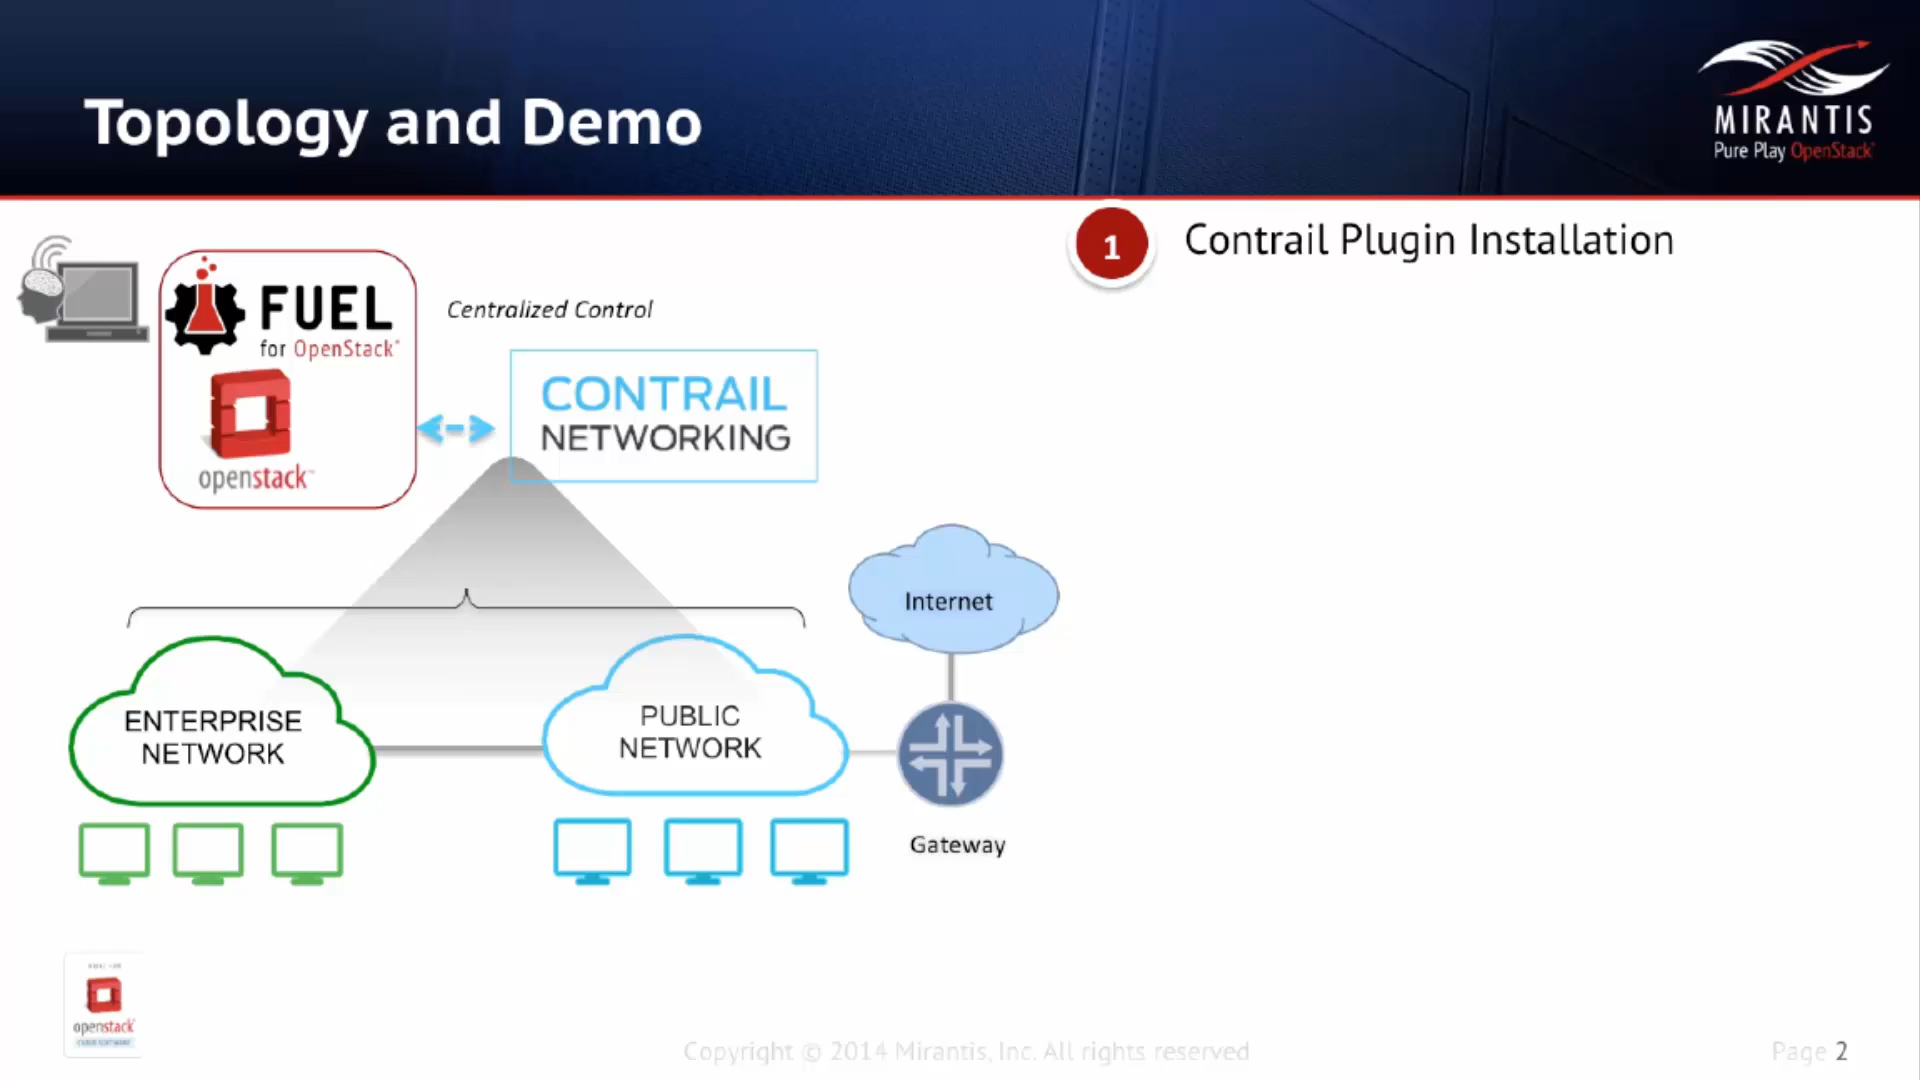 Topology and Demo
MIRANTIS
Pure Play OpenStack
1
Contrail Plugin Installation
FUEL
for OpenStack
Centralized Control
CONTRAIL
NETWORKING
openstack™
Internet
ENTERPRISE
NETWORK
PUBLIC
NETWORK
Gateway
openstack
Copyright © 2014 Mirantis, Inc. All rights reserved
Page 2